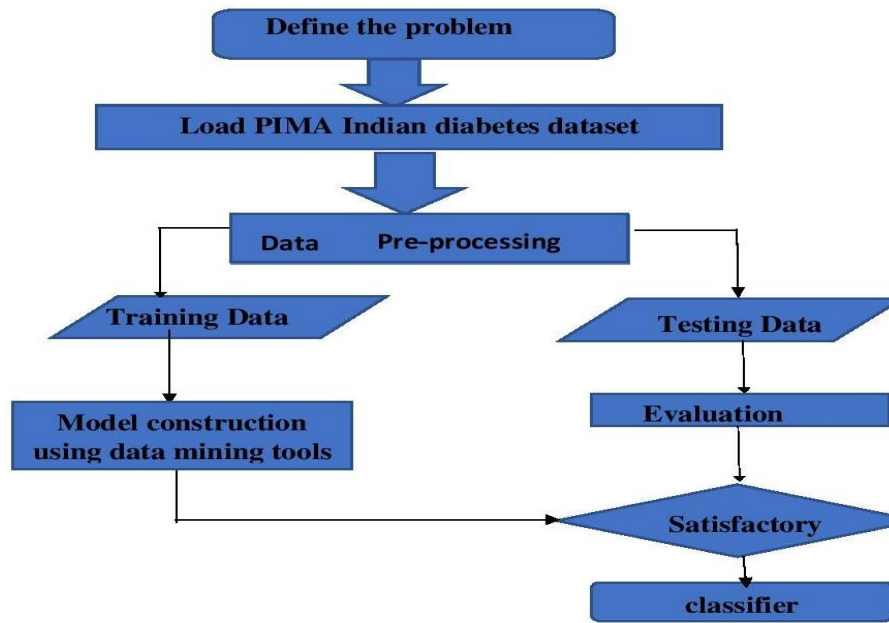 Define the problem
Load PIMA Indian diabetes dataset
Data Pre-processing
Training Data
Testing Data
Model construction
using data mining tools
Evaluation
Satisfactory
classifier